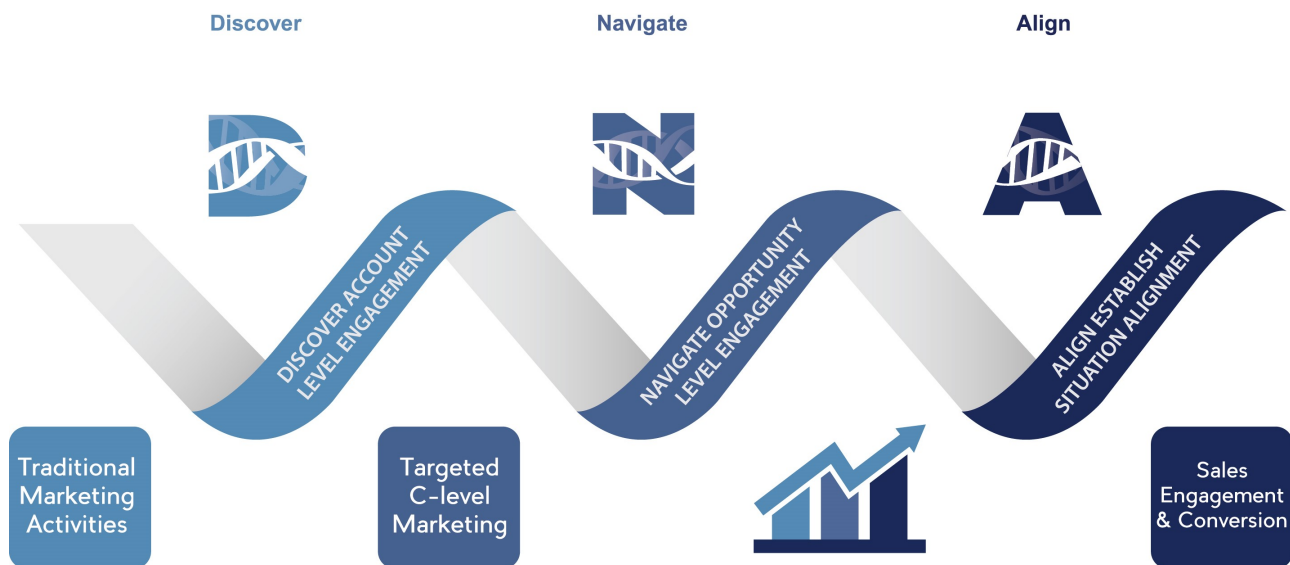 Discover
Navigate
Align
D
N
A
DISCOVER ACCOUNT
LEVEL ENGAGEMENT
NAVIGATE OPPORTUNITY
LEVEL ENGAGEMENT
ALIGN ESTABLISH
SITUATION ALIGNMENT
Traditional
Marketing
Activities
Targeted
C-level
Marketing
Sales
Engagement
& Conversion